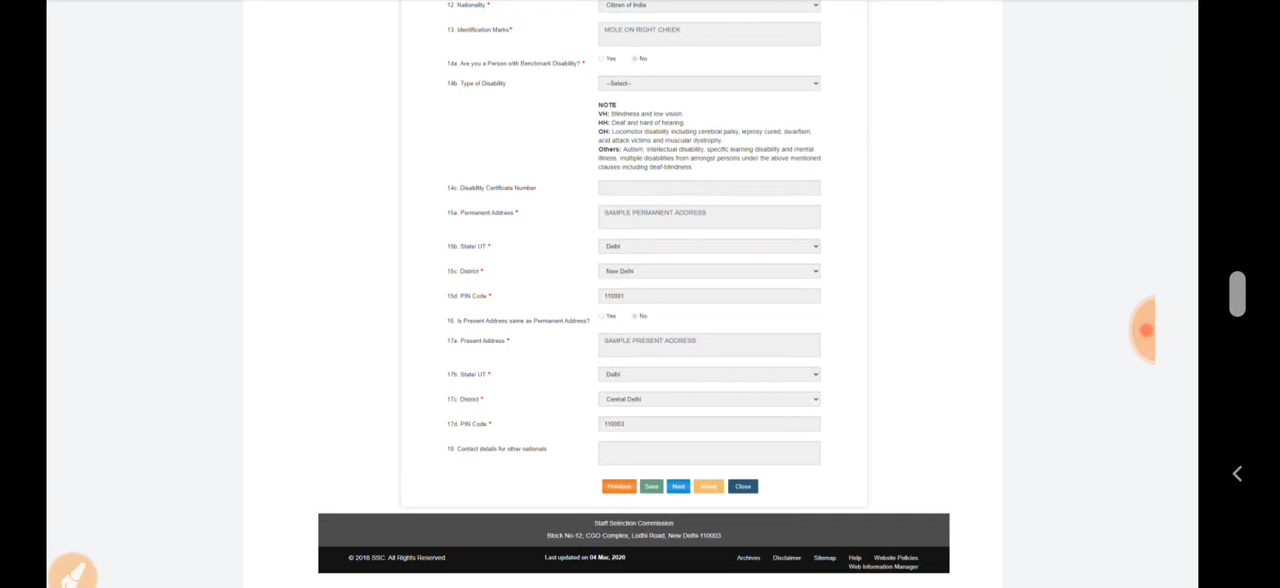 12. Nationality * Citizen of India
13. Identification Marks* MOLE ON RIGHT CHEEK
14a. Are you a Person with Benchmark Disability? * Yes No
14b. Type of Disability --Select--
NOTE
VH: Blindness and low vision.
HH: Deaf and hard of hearing.
OH: Locomotor disability including cerebral palsy, leprosy cured, dwarfism,
acid attack victims and muscular dystrophy.
Others: Autism, intellectual disability, specific learning disability and mental
illness, multiple disabilities from amongst persons under the above mentioned
clauses including deaf-blindness.
14c. Disability Certificate Number
15a. Permanent Address * SAMPLE PERMANENT ADDRESS
15b. State/ UT * Delhi
15c. District * New Delhi
15d. PIN Code * 110001
16. Is Present Address same as Permanent Address? Yes No
17a. Present Address * SAMPLE PRESENT ADDRESS
17b. State/ UT * Delhi
17c. District * Central Delhi
17d. PIN Code * 110003
18. Contact details for other nationals
Previous Save Next Reset Close
Staff Selection Commission
Block No-12, CGO Complex, Lodhi Road, New Delhi-110003
© 2018 SSC. All Rights Reserved. Last updated on 04 Mar, 2020 Archives Disclaimer Sitemap Help Website Policies
Web Information Manager